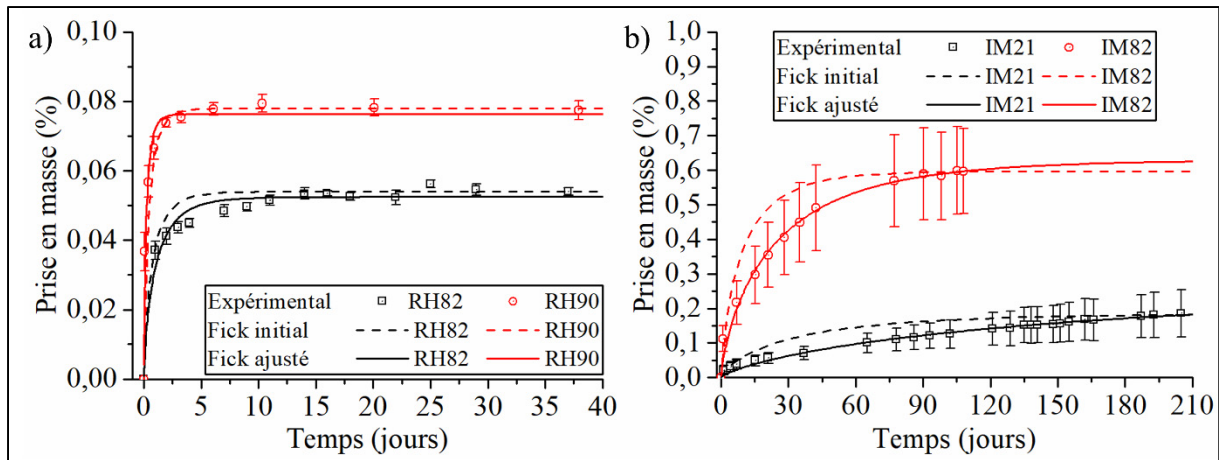 a)
Prise en masse (%)
0,10
0,08
0,06
0,04
0,02
0,00
Expérimental RH82 RH90
Fick initial RH82 RH90
Fick ajusté RH82 RH90
0 5 10 15 20 25 30 35 40
Temps (jours)
b)
Prise en masse (%)
1,0
0,9
0,8
0,7
0,6
0,5
0,4
0,3
0,2
0,1
0,0
Expérimental IM21 IM82
Fick initial IM21 IM82
Fick ajusté IM21 IM82
0 30 60 90 120 150 180 210
Temps (jours)